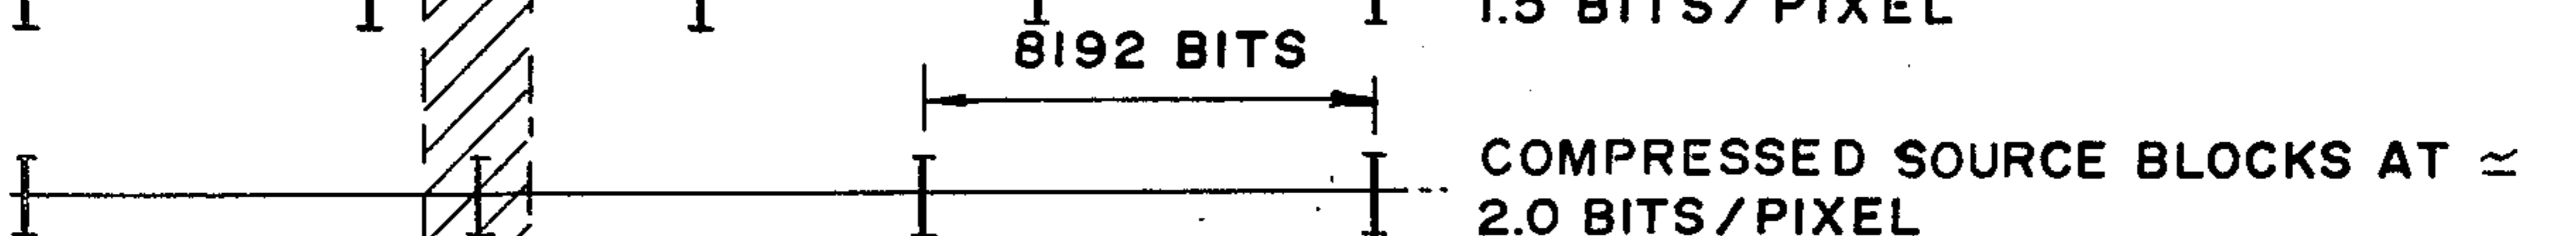 1.5 BITS/PIXEL
8192 BITS
COMPRESSED SOURCE BLOCKS AT ≃
2.0 BITS/PIXEL